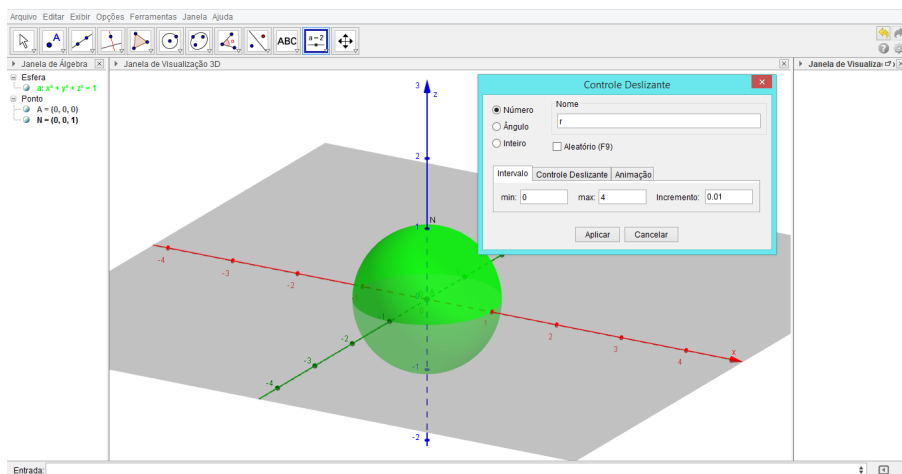 Arquivo Editar Exibir Opções Ferramentas Janela Ajuda
A ABC a=2
Janela de Álgebra
Janela de Visualização 3D
Janela de Visualiza
Esfera
a: x² + y² + z² = 1
Ponto
A = (0, 0, 0)
N = (0, 0, 1)
Controle Deslizante
Número
Ângulo
Inteiro
Nome
r
Aleatório (F9)
Intervalo Controle Deslizante Animação
min: 0 max: 4 Incremento: 0.01
Aplicar Cancelar
3 z
2
1 N
-1
-2
-4 -3 -2 1 2 3 4 x
-4 -3 -2 -1
Entrada: